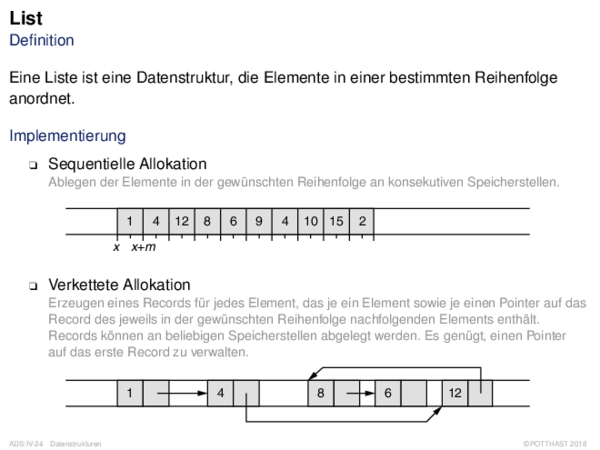 List
Definition
Eine Liste ist eine Datenstruktur, die Elemente in einer bestimmten Reihenfolge
anordnet.
Implementierung
❑ Sequentielle Allokation
Ablegen der Elemente in der gewünschten Reihenfolge an konsekutiven Speicherstellen.
1 4 12 8 6 9 4 10 15 2
x x+m
❑ Verkettete Allokation
Erzeugen eines Records für jedes Element, das je ein Element sowie je einen Pointer auf das
Record des jeweils in der gewünschten Reihenfolge nachfolgenden Elements enthält.
Records können an beliebigen Speicherstellen abgelegt werden. Es genügt, einen Pointer
auf das erste Record zu verwalten.
1 4 8 6 12
ADS:IV-24 Datenstrukturen ©POTTHAST 2018